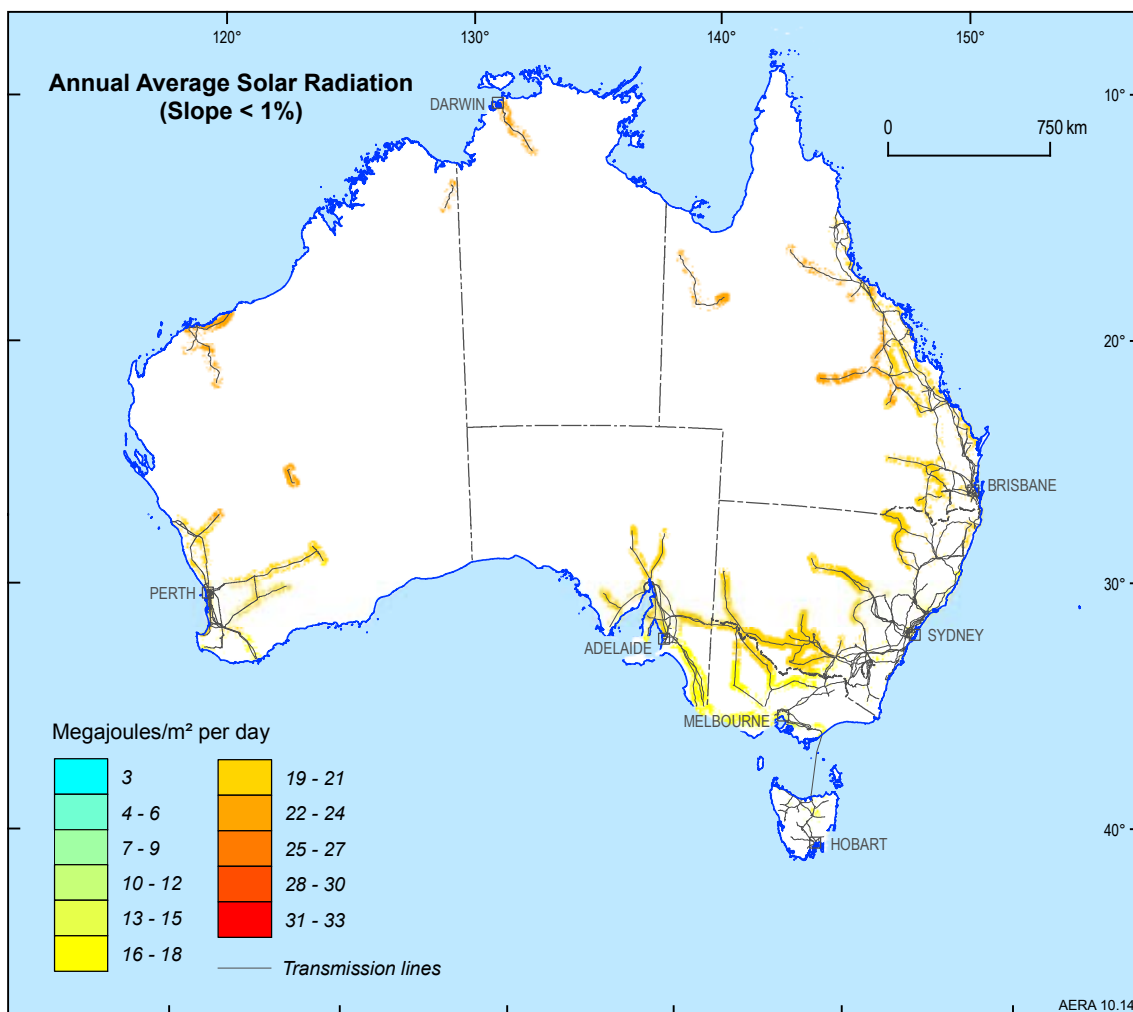 120°
130°
140°
150°
Annual Average Solar Radiation
(Slope < 1%)
DARWIN
10°
0
750 km
20°
BRISBANE
30°
PERTH
SYDNEY
ADELAIDE
MELBOURNE
Megajoules/m² per day
3
4 - 6
7 - 9
10 - 12
13 - 15
16 - 18
19 - 21
22 - 24
25 - 27
28 - 30
31 - 33
Transmission lines
40°
HOBART
AERA 10.14